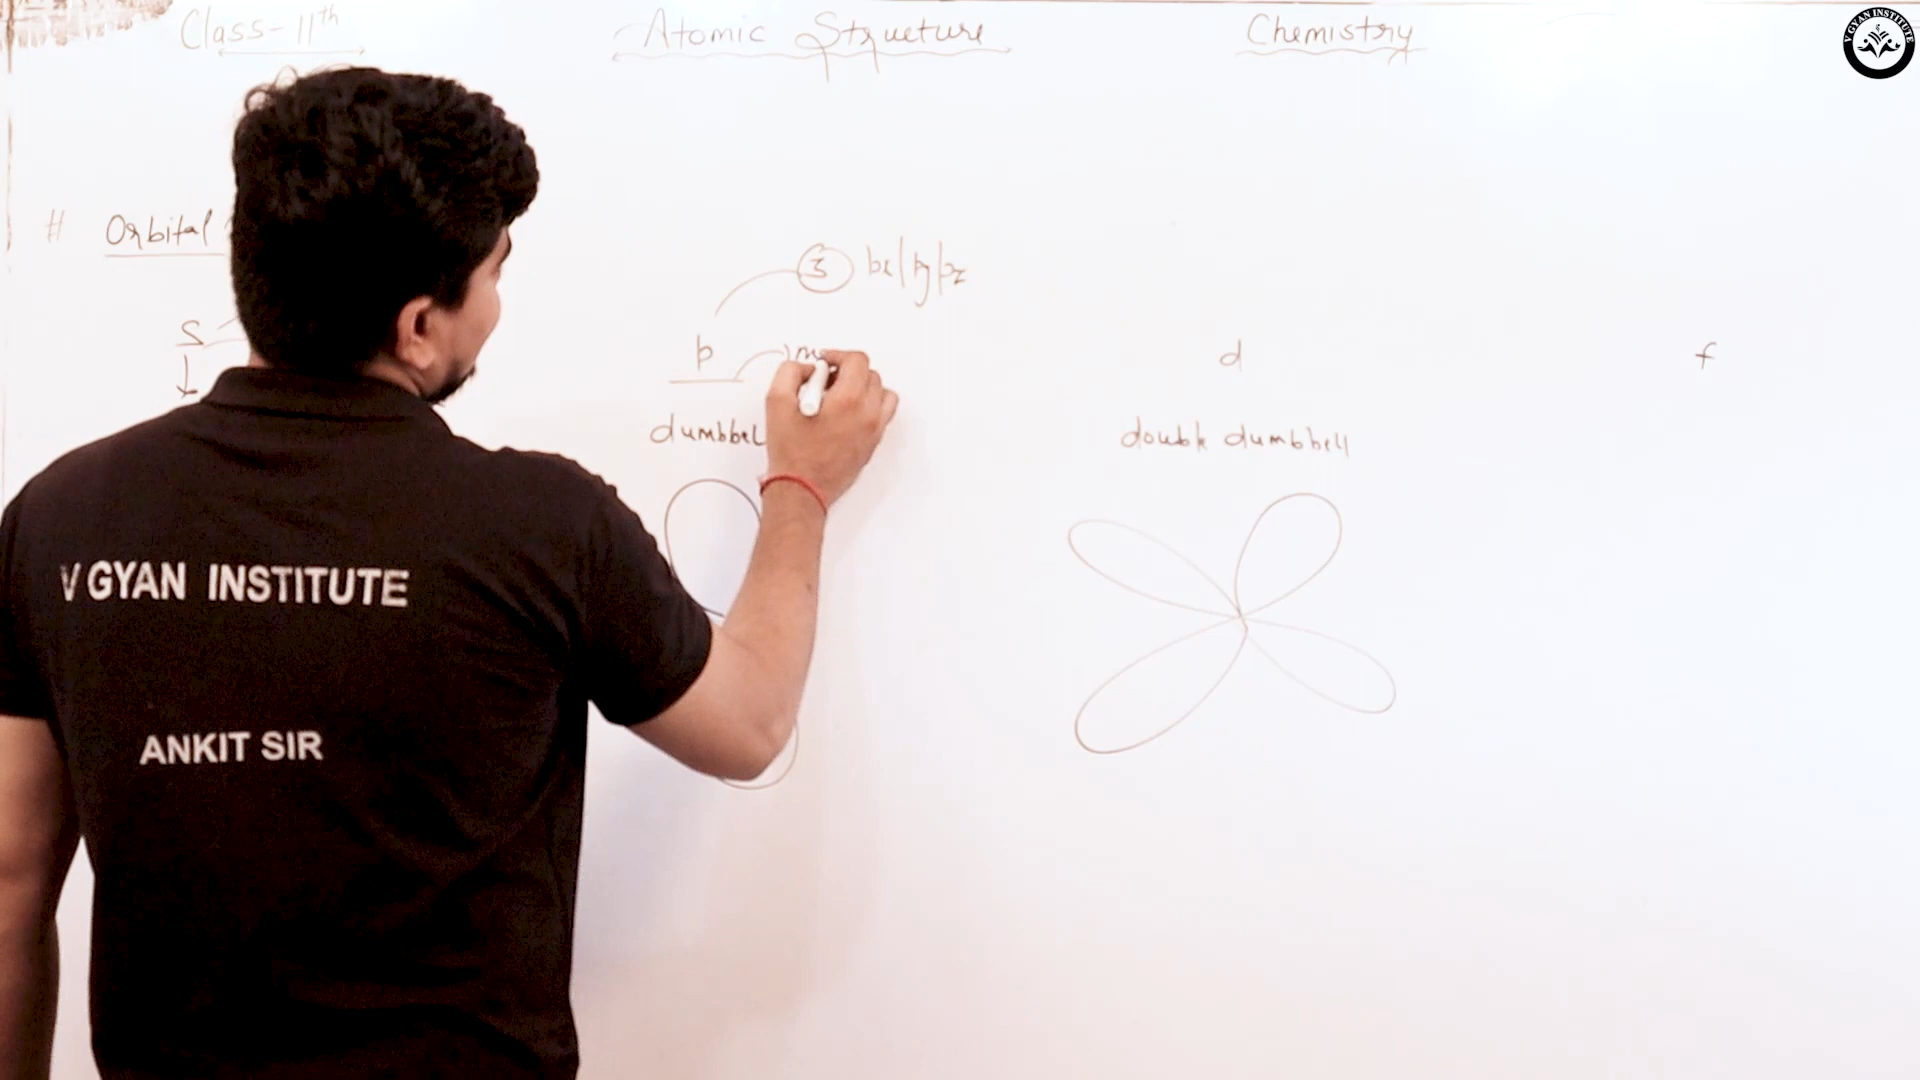 Class-11th
Atomic Structure
Chemistry
V GYAN INSTITUTE
# Orbital
3 px|py|pz
S
p
d
f
dumbbel
double dumbbell
V GYAN INSTITUTE
ANKIT SIR